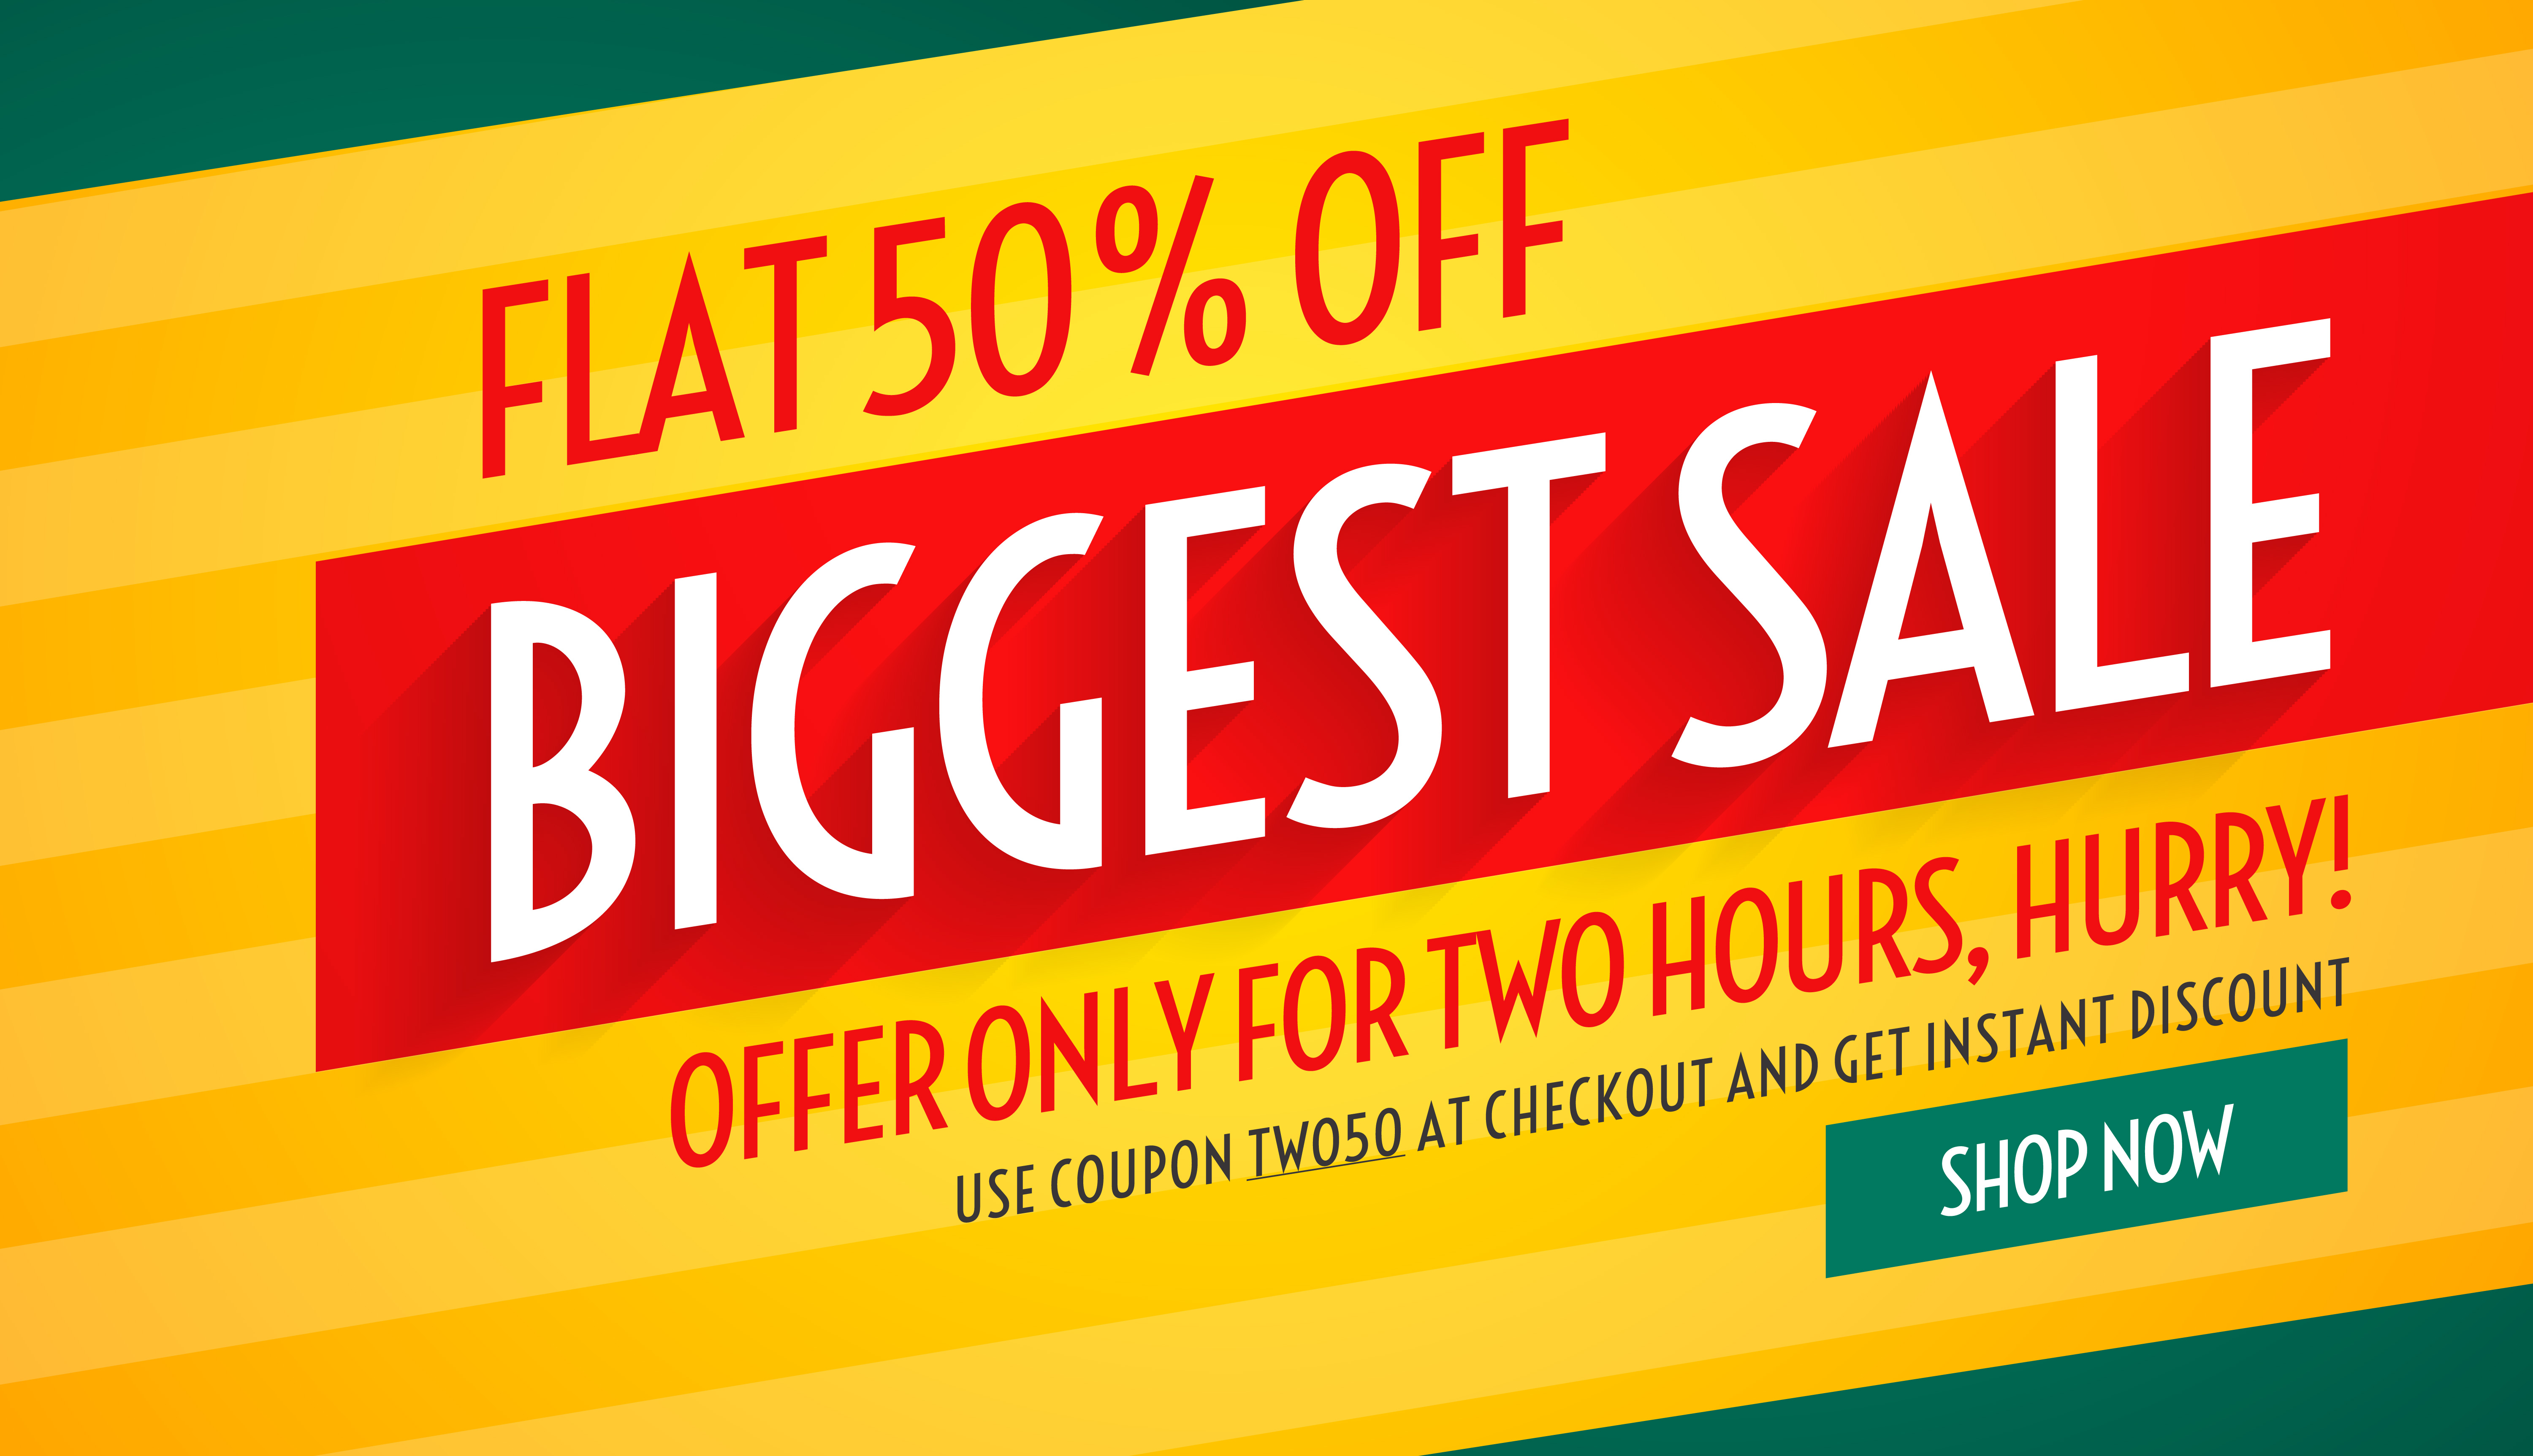 FLAT 50% OFF
BIGGEST SALE
OFFER ONLY FOR TWO HOURS, HURRY!
USE COUPON TWO50 AT CHECKOUT AND GET INSTANT DISCOUNT
SHOP NOW